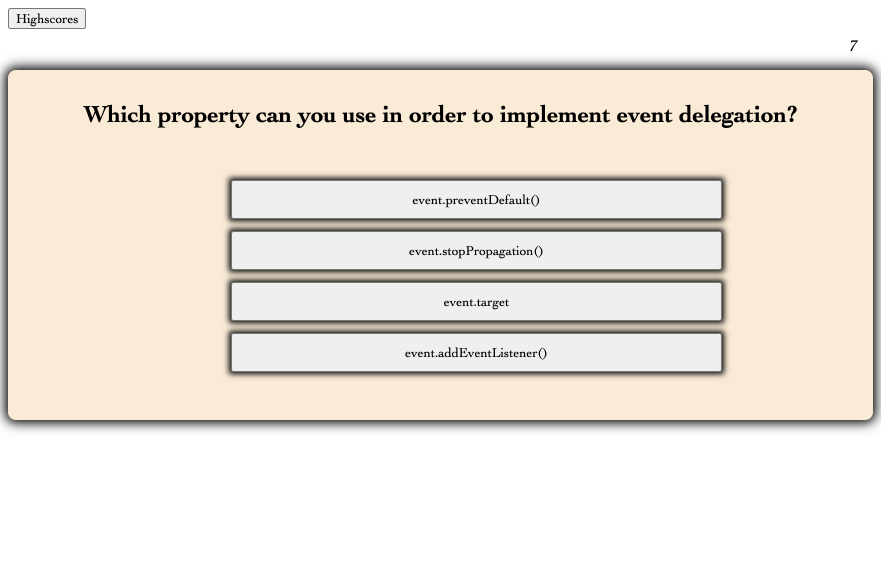 Highscores
7
Which property can you use in order to implement event delegation?
event.preventDefault()
event.stopPropagation()
event.target
event.addEventListener()